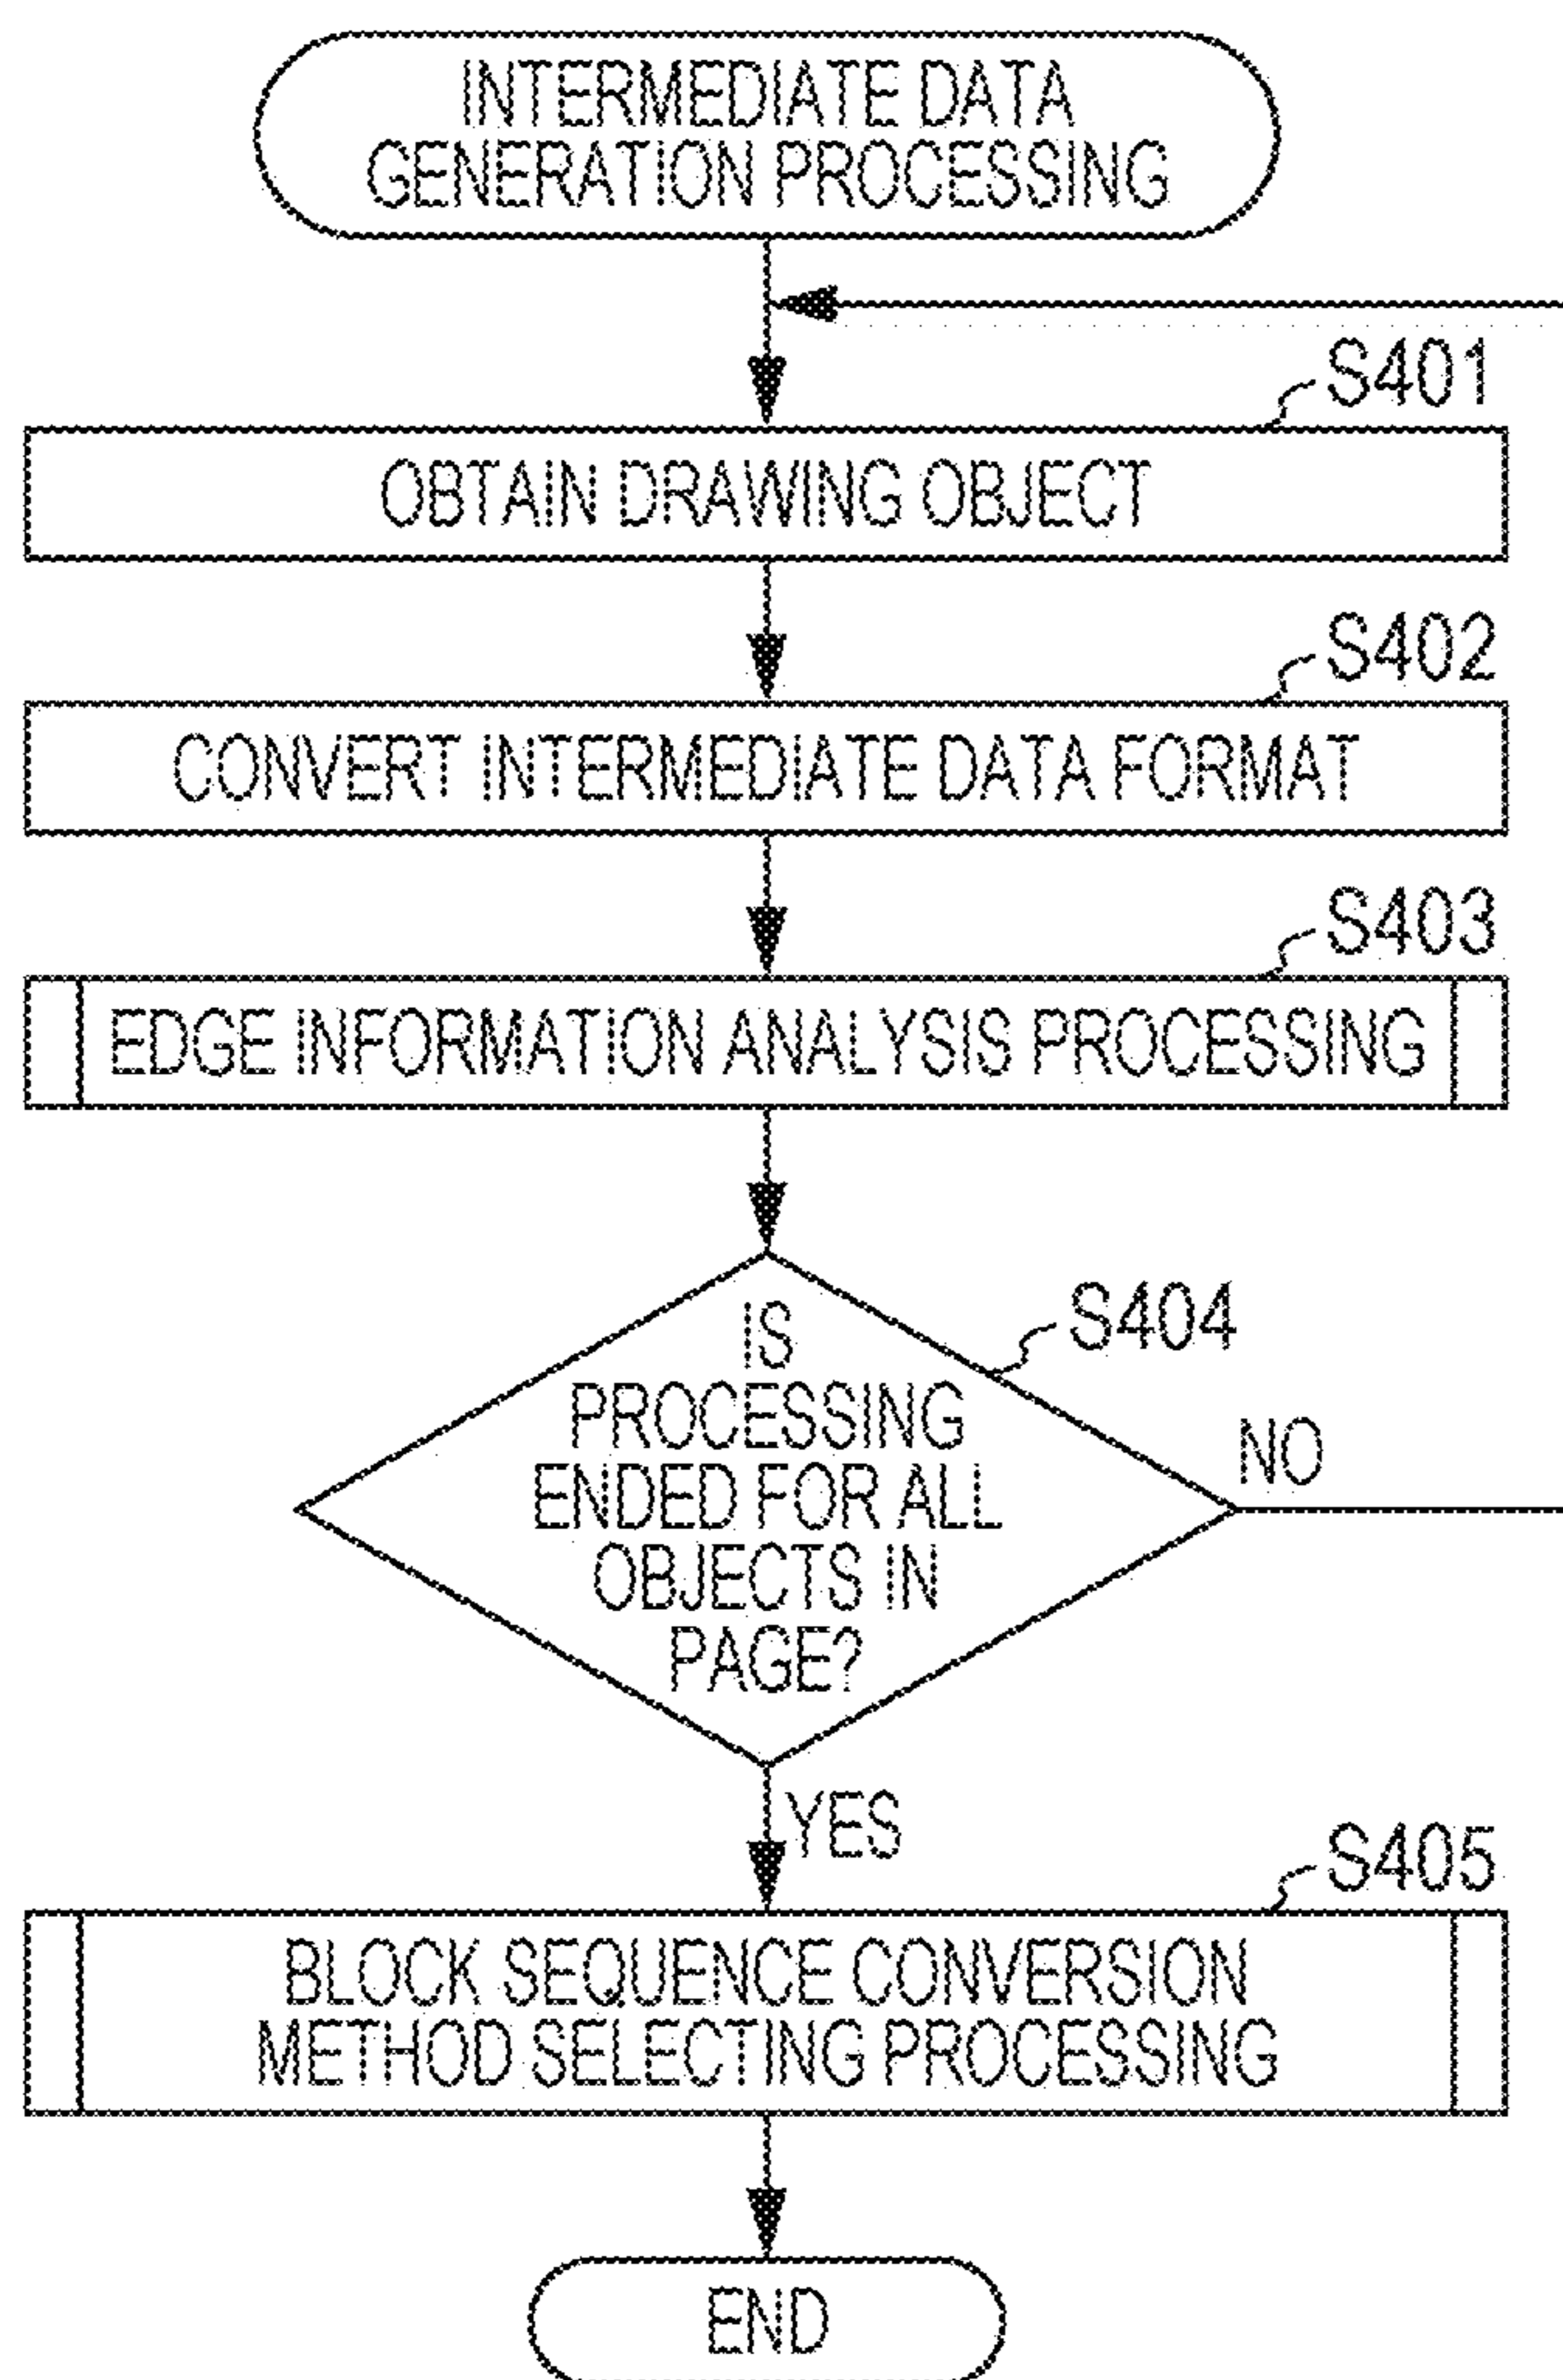 INTERMEDIATE DATA
GENERATION PROCESSING
S401
OBTAIN DRAWING OBJECT
S402
CONVERT INTERMEDIATE DATA FORMAT
S403
EDGE INFORMATION ANALYSIS PROCESSING
S404
IS
PROCESSING
ENDED FOR ALL
OBJECTS IN
PAGE?
NO
YES
S405
BLOCK SEQUENCE CONVERSION
METHOD SELECTING PROCESSING
END